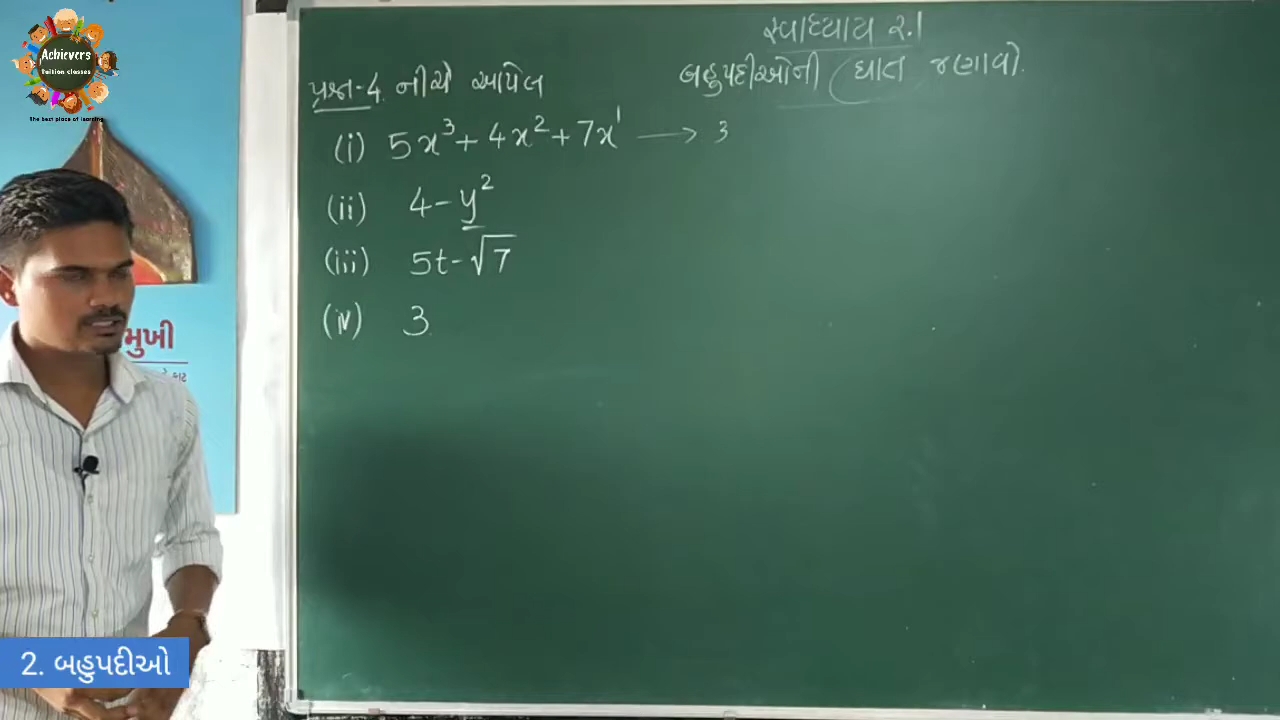 Achievers
tuition classes
The best place of learning
સ્વાધ્યાય ૨.૧
પ્રશ્ન-4. નીચે આપેલ બહુપદીઓની ઘાત જણાવો.
(i) 5x³ + 4x² + 7x¹ → 3
(ii) 4 - y²
(iii) 5t - √7
(iv) 3
મુખી
2. બહુપદીઓ